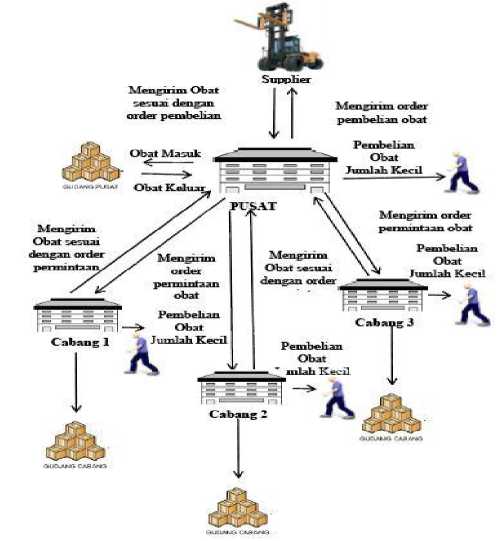 Supplier
Mengirim Obat
sesuai dengan
order pembelian
Mengirim order
pembelian obat
Obat Masuk
Obat Keluar
GUDANG PUSAT
PUSAT
Pembelian
Obat
Jumlah Kecil
Mengirim
Obat sesuai
dengan order
permintaan
Mengirim
order
permintaan
obat
Mengirim
Obat sesuai
dengan order
Mengirim order
permintaan obat
Pembelian
Obat
Jumlah Kecil
Cabang 1
Pembelian
Obat
Jumlah Kecil
Cabang 3
Pembelian
Obat
mlah Kecil
Cabang 2
GUDANG CABANG
GUDANG CABANG
GUDANG CABANG